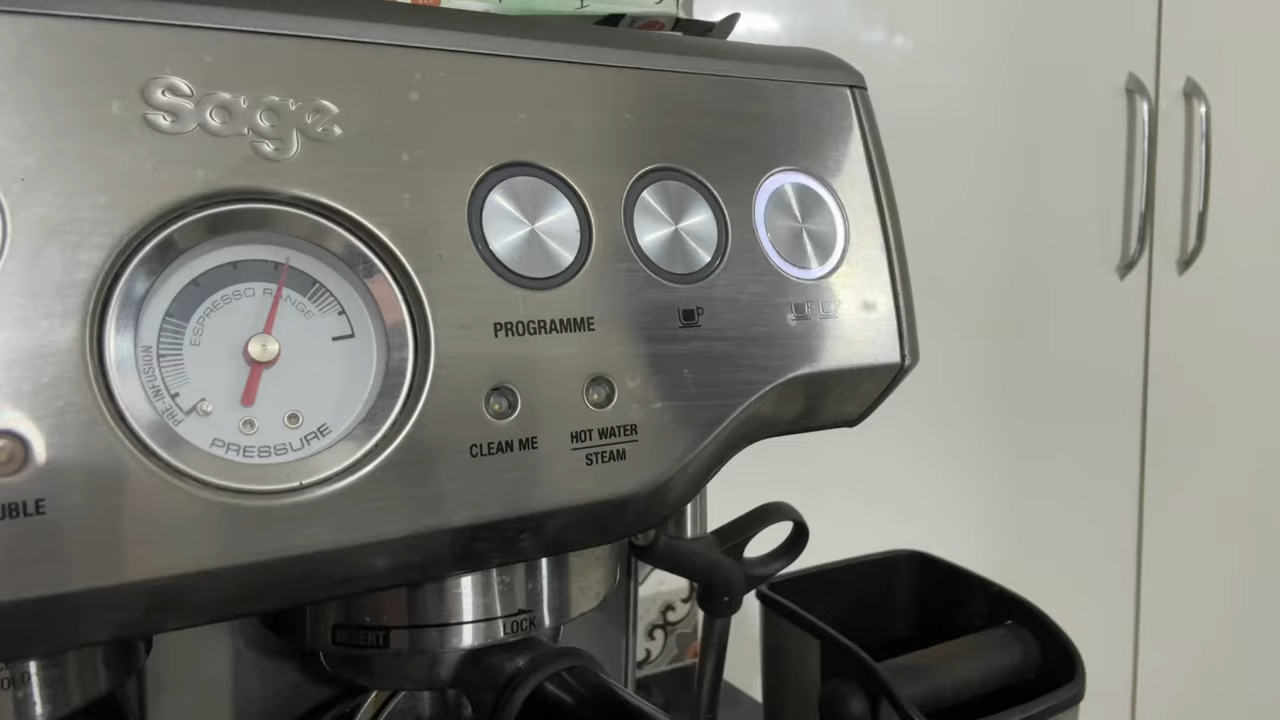 Sage
ESPRESSO RANGE
PRE-INFUSION
PRESSURE
PROGRAMME
CLEAN ME
HOT WATER
STEAM
UBLE
INSERT
LOCK